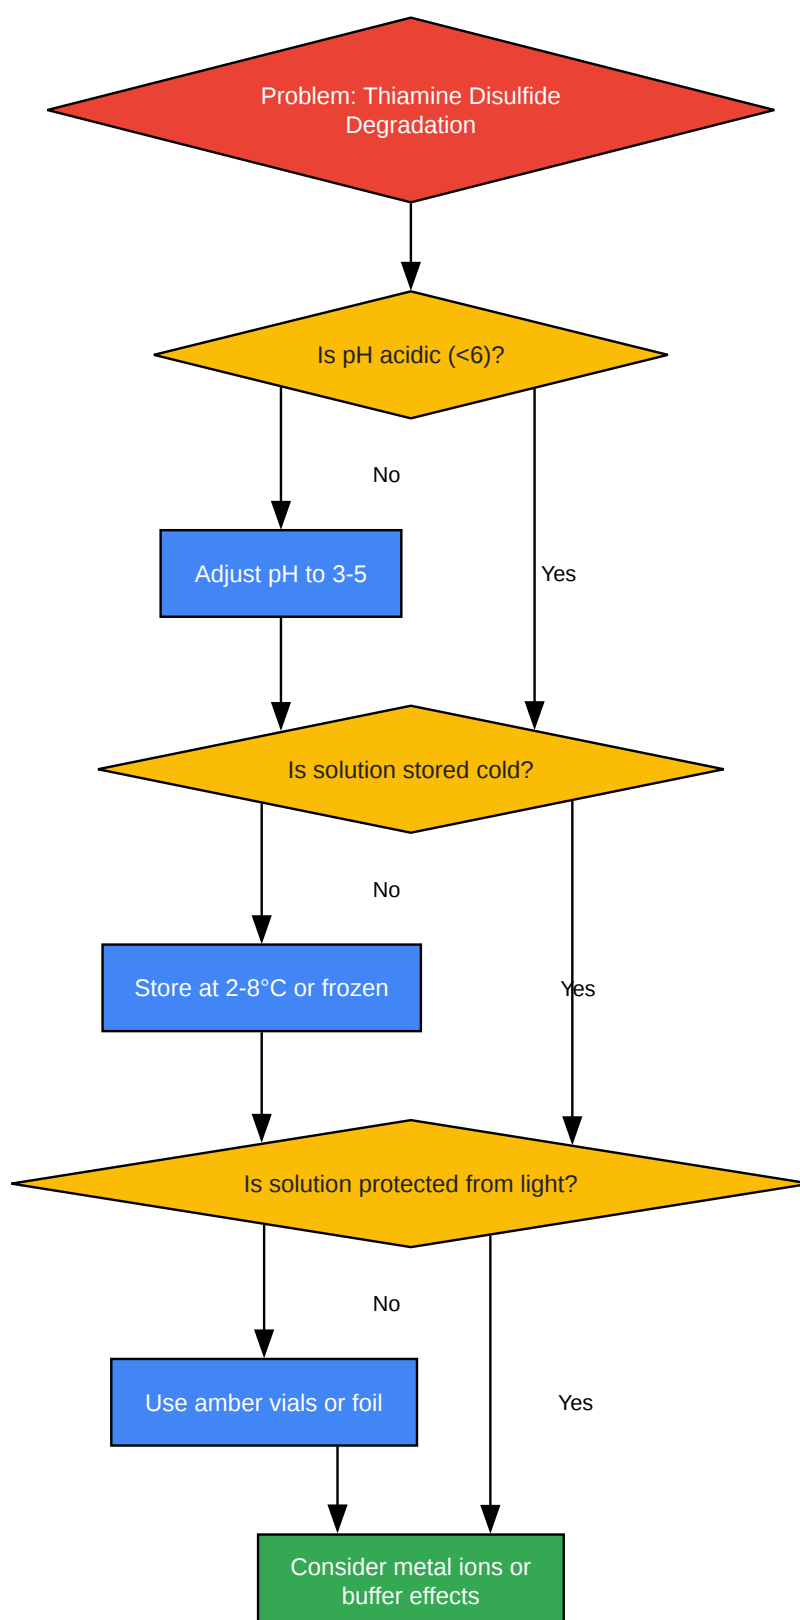 Problem: Thiamine Disulfide
Degradation
Is pH acidic (<6)?
No
Adjust pH to 3-5
Yes
Is solution stored cold?
No
Store at 2-8°C or frozen
Yes
Is solution protected from light?
No
Use amber vials or foil
Yes
Consider metal ions or
buffer effects